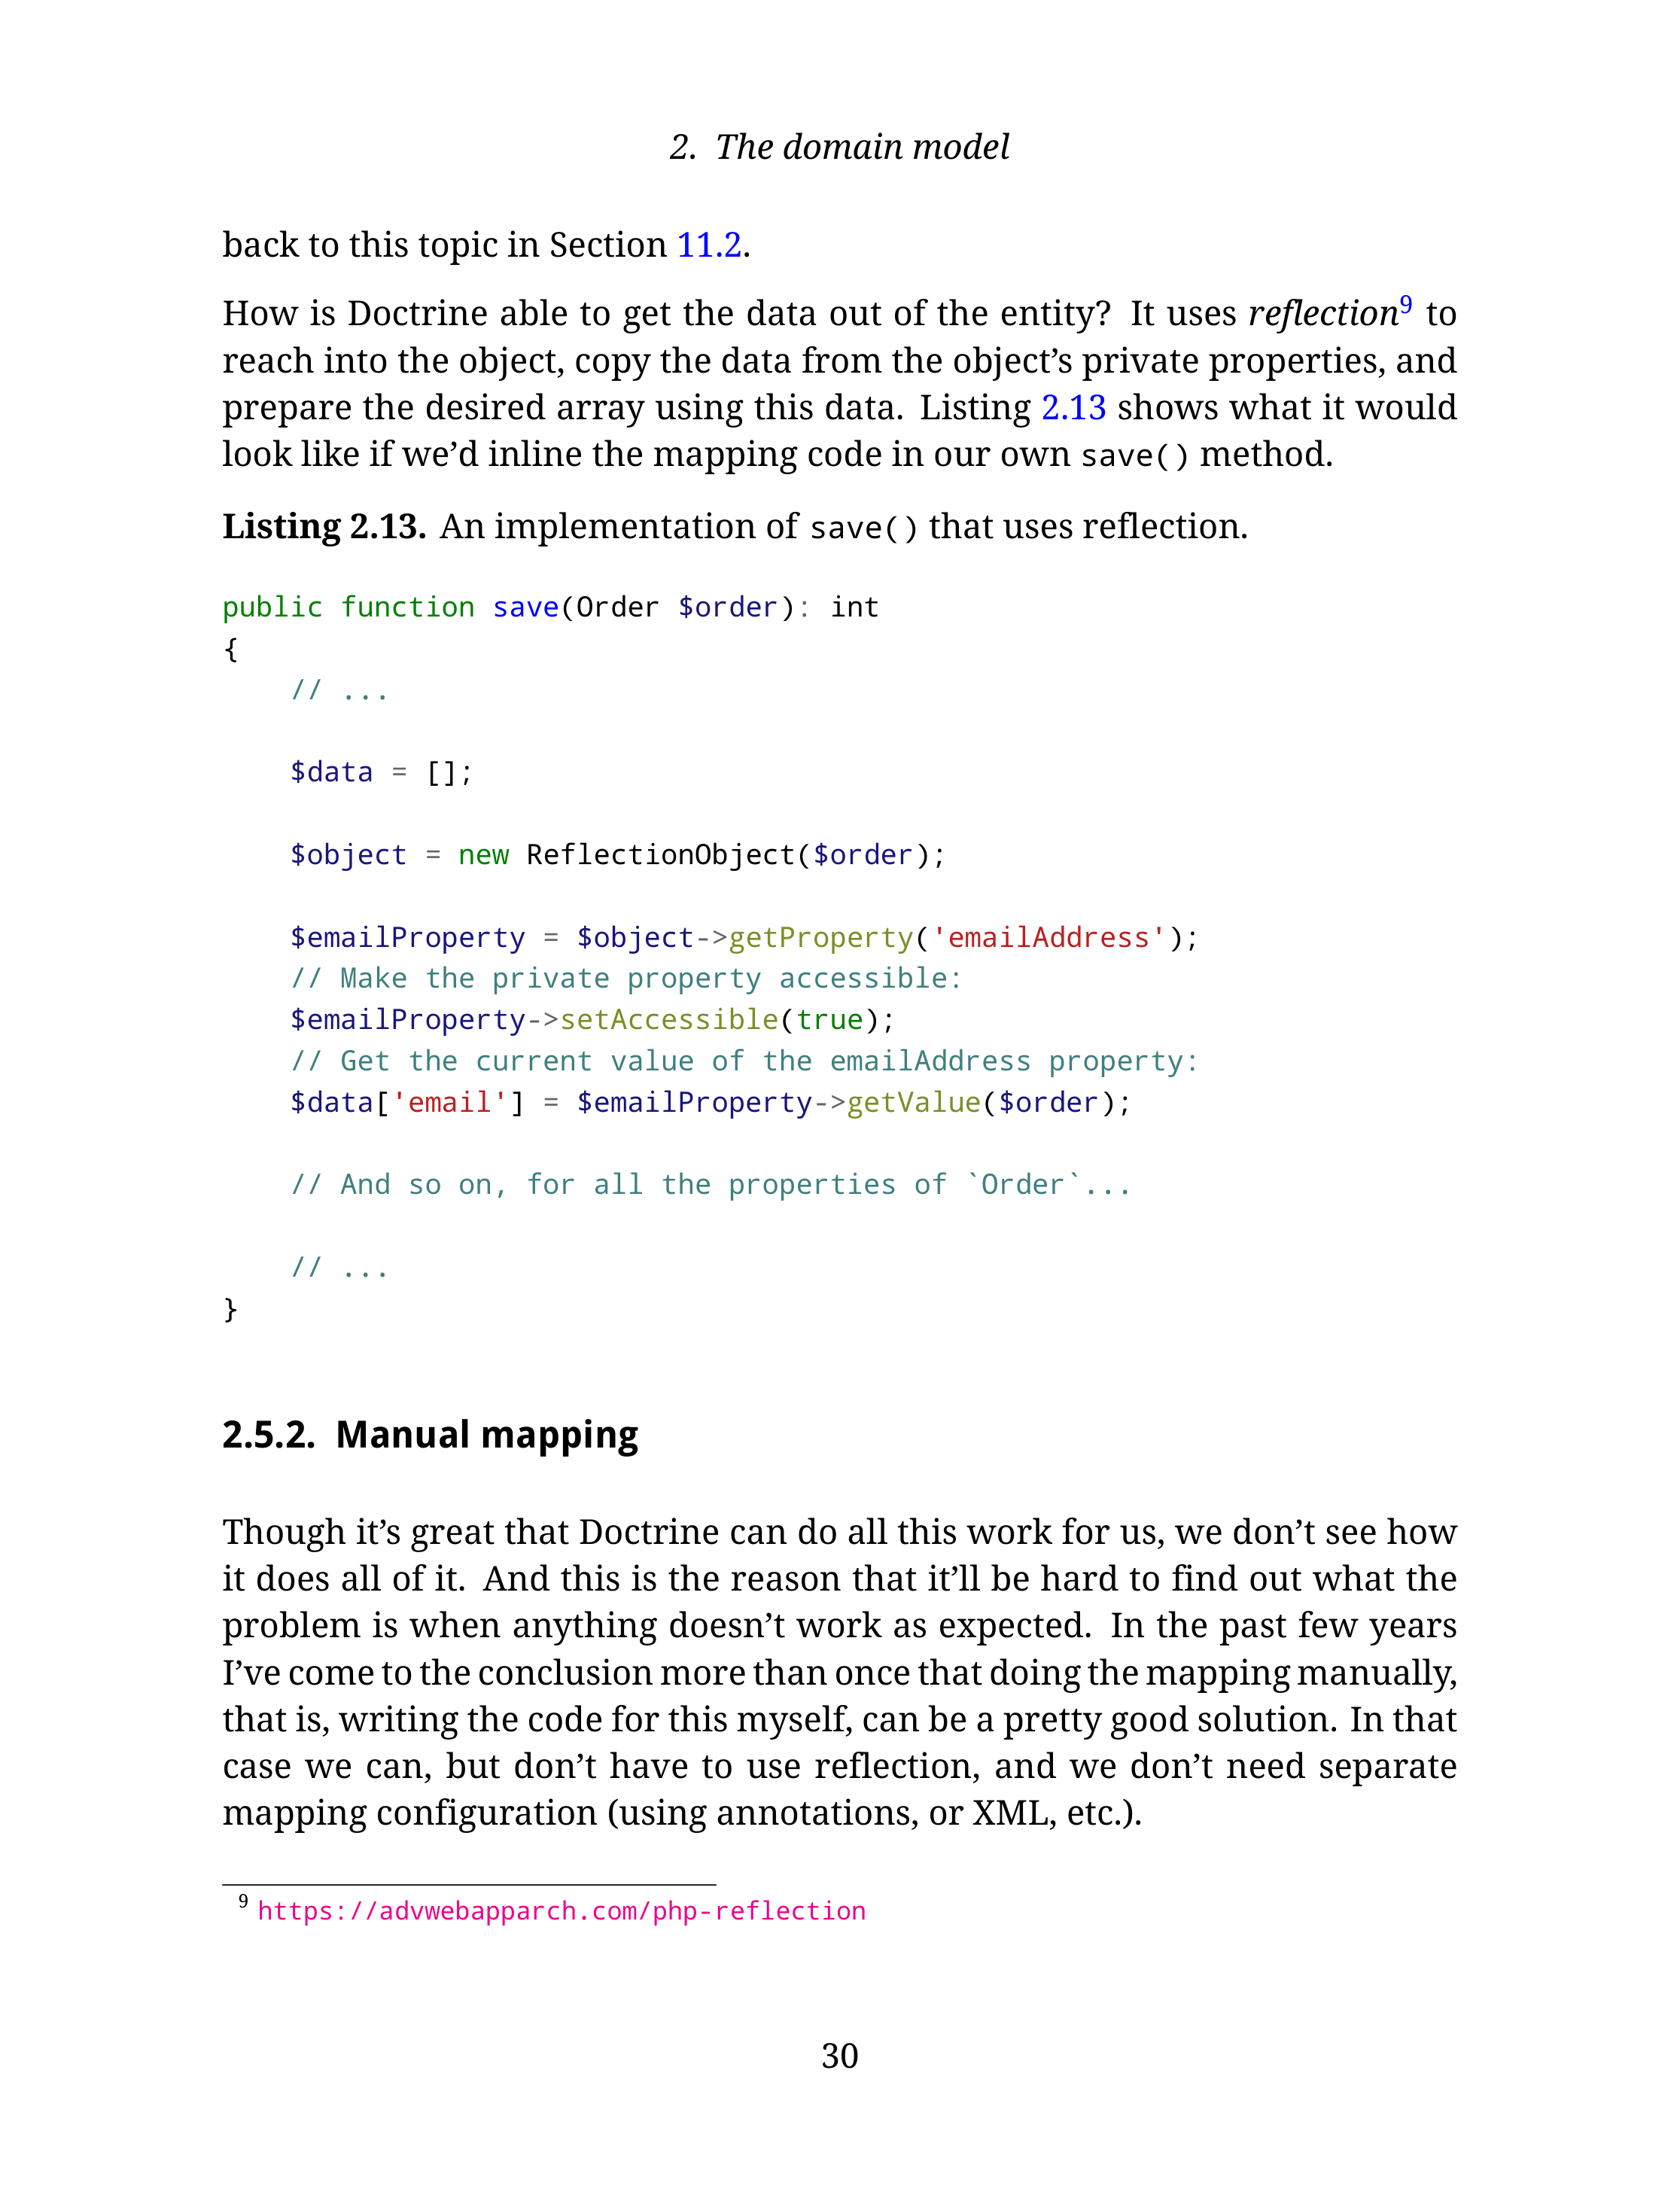 2. The domain model
back to this topic in Section 11.2.
How is Doctrine able to get the data out of the entity? It uses reflection9 to
reach into the object, copy the data from the object’s private properties, and
prepare the desired array using this data. Listing 2.13 shows what it would
look like if we’d inline the mapping code in our own save() method.
Listing 2.13. An implementation of save() that uses reflection.
public function save(Order $order): int
{
    // ...
    $data = [];
    $object = new ReflectionObject($order);
    $emailProperty = $object->getProperty('emailAddress');
    // Make the private property accessible:
    $emailProperty->setAccessible(true);
    // Get the current value of the emailAddress property:
    $data['email'] = $emailProperty->getValue($order);
    // And so on, for all the properties of `Order`...
    // ...
}
2.5.2. Manual mapping
Though it’s great that Doctrine can do all this work for us, we don’t see how
it does all of it. And this is the reason that it’ll be hard to find out what the
problem is when anything doesn’t work as expected. In the past few years
I’ve come to the conclusion more than once that doing the mapping manually,
that is, writing the code for this myself, can be a pretty good solution. In that
case we can, but don’t have to use reflection, and we don’t need separate
mapping configuration (using annotations, or XML, etc.).
9 https://advwebapparch.com/php-reflection
30